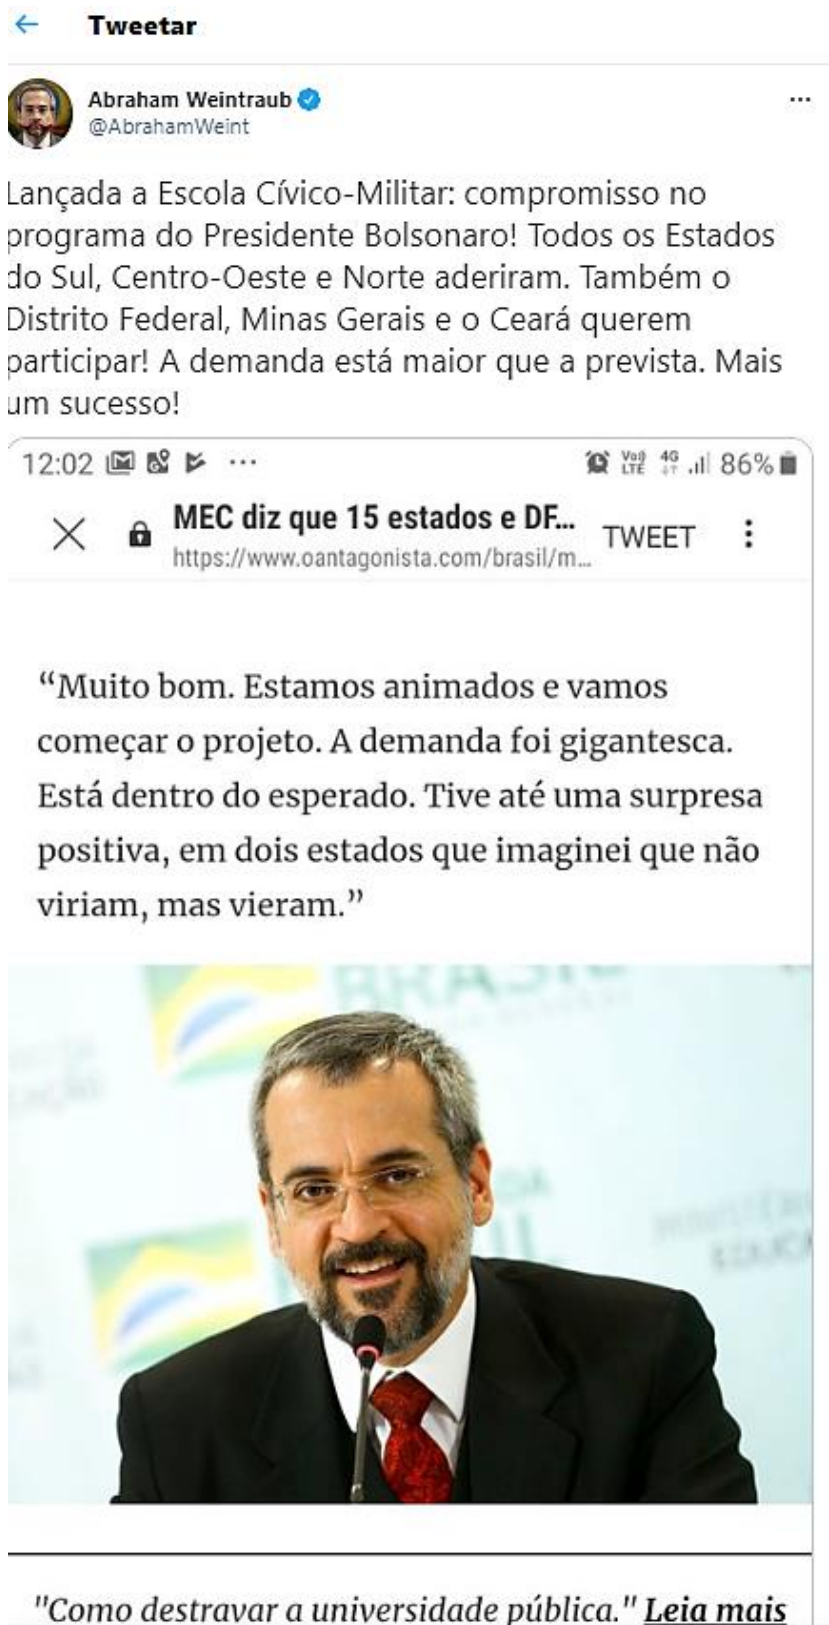 Tweetar
Abraham Weintraub
@AbrahamWeint
Lançada a Escola Cívico-Militar: compromisso no
programa do Presidente Bolsonaro! Todos os Estados
do Sul, Centro-Oeste e Norte aderiram. Também o
Distrito Federal, Minas Gerais e o Ceará querem
participar! A demanda está maior que a prevista. Mais
um sucesso!
12:02 ... Vo)) LTE 4G 86%
MEC diz que 15 estados e DF... TWEET
https://www.oantagonista.com/brasil/m...
“Muito bom. Estamos animados e vamos
começar o projeto. A demanda foi gigantesca.
Está dentro do esperado. Tive até uma surpresa
positiva, em dois estados que imaginei que não
viriam, mas vieram.”
BRASIL
"Como destravar a universidade pública." Leia mais